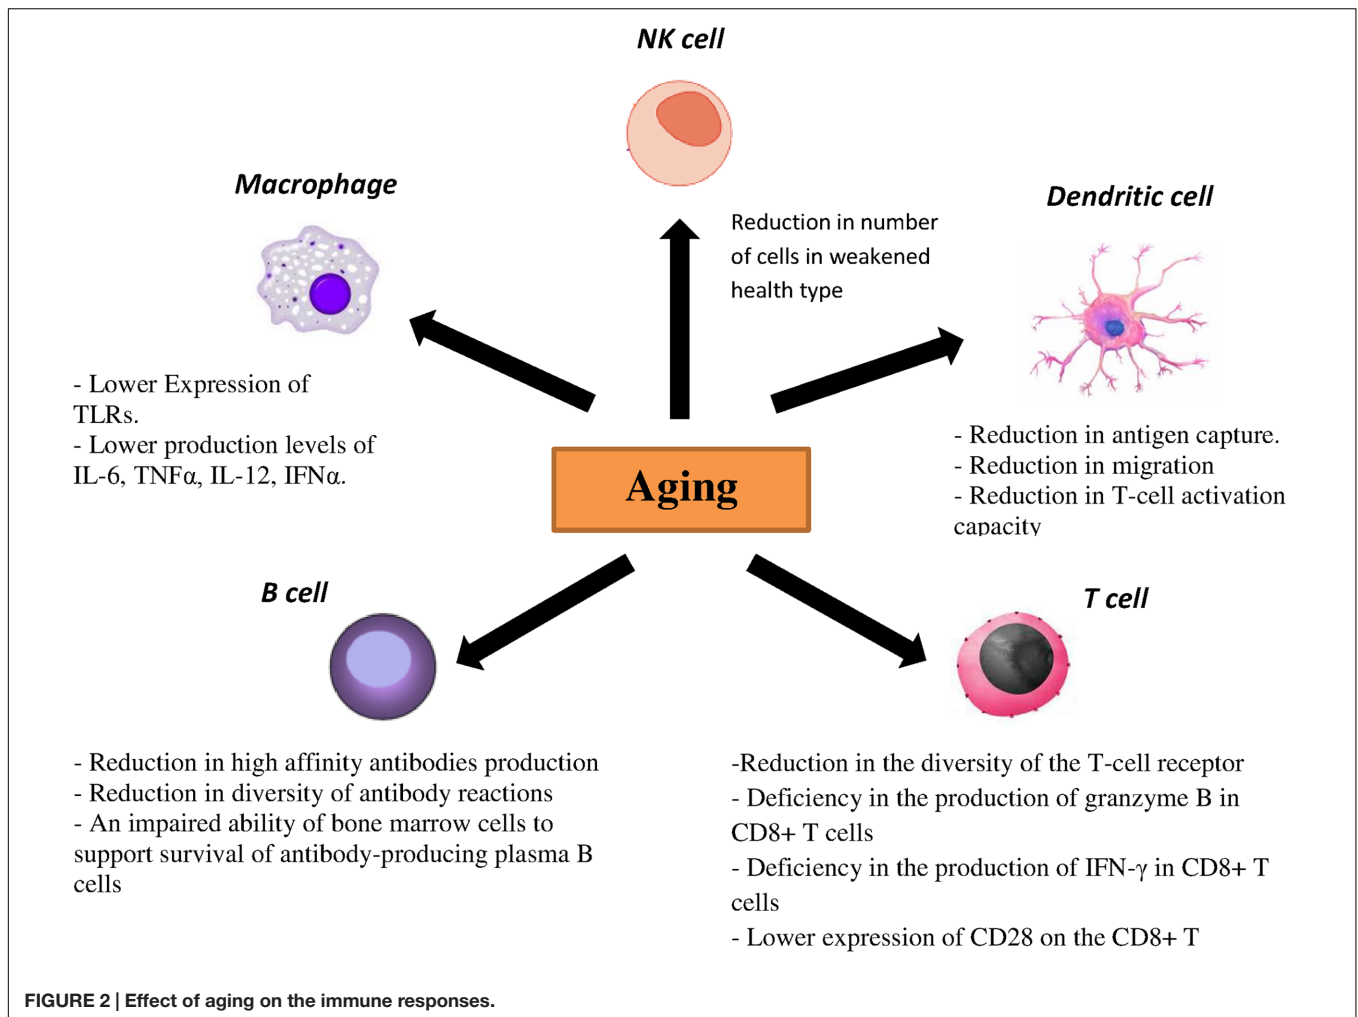 NK cell
Reduction in number
of cells in weakened
health type
Macrophage
- Lower Expression of
TLRs.
- Lower production levels of
IL-6, TNFα, IL-12, IFNα.
Dendritic cell
- Reduction in antigen capture.
- Reduction in migration
- Reduction in T-cell activation
capacity
Aging
B cell
- Reduction in high affinity antibodies production
- Reduction in diversity of antibody reactions
- An impaired ability of bone marrow cells to
support survival of antibody-producing plasma B
cells
T cell
-Reduction in the diversity of the T-cell receptor
- Deficiency in the production of granzyme B in
CD8+ T cells
- Deficiency in the production of IFN-γ in CD8+ T
cells
- Lower expression of CD28 on the CD8+ T
FIGURE 2 | Effect of aging on the immune responses.